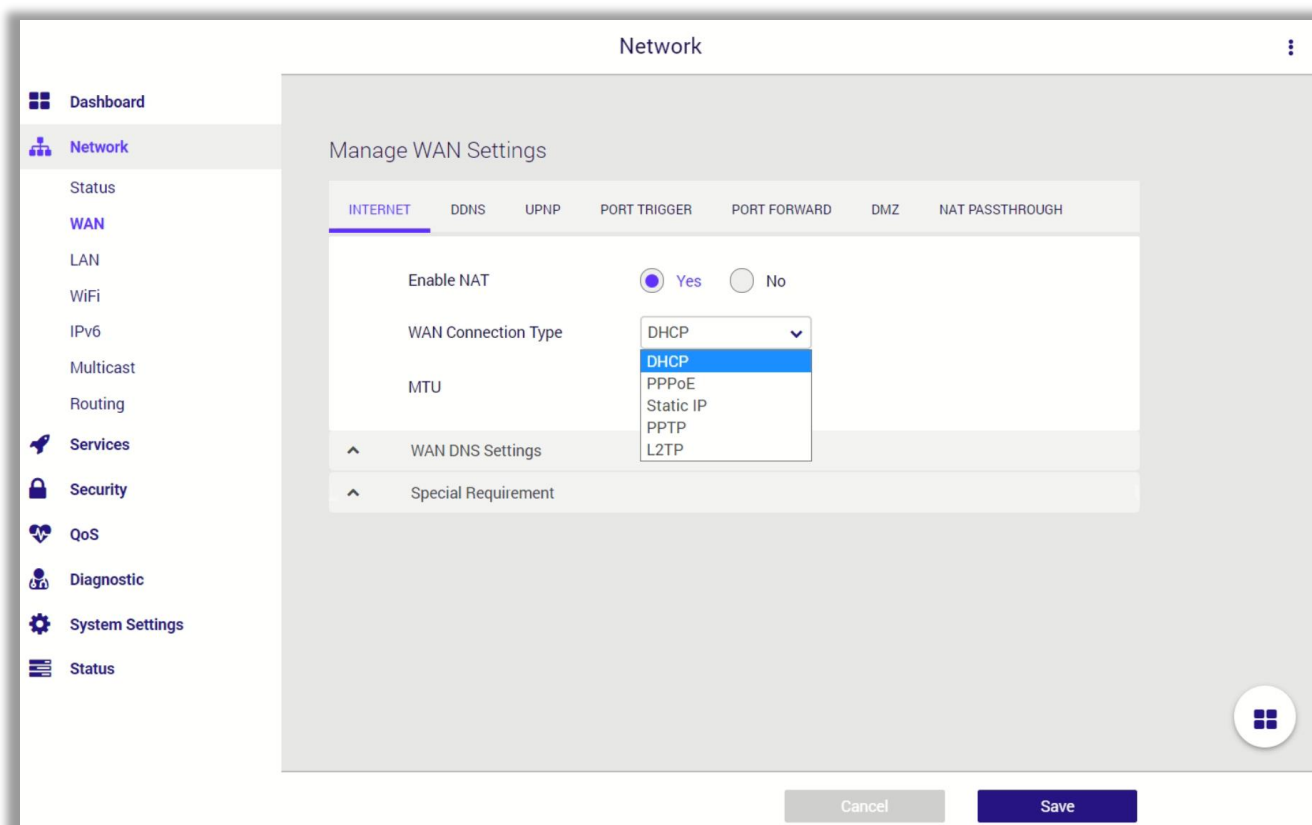 Network
Dashboard
Network
Status
WAN
LAN
WiFi
IPv6
Multicast
Routing
Services
Security
QoS
Diagnostic
System Settings
Status
Manage WAN Settings
INTERNET DDNS UPNP PORT TRIGGER PORT FORWARD DMZ NAT PASSTHROUGH
Enable NAT Yes No
WAN Connection Type DHCP
DHCP
PPPoE
Static IP
PPTP
L2TP
MTU
WAN DNS Settings
Special Requirement
Cancel Save